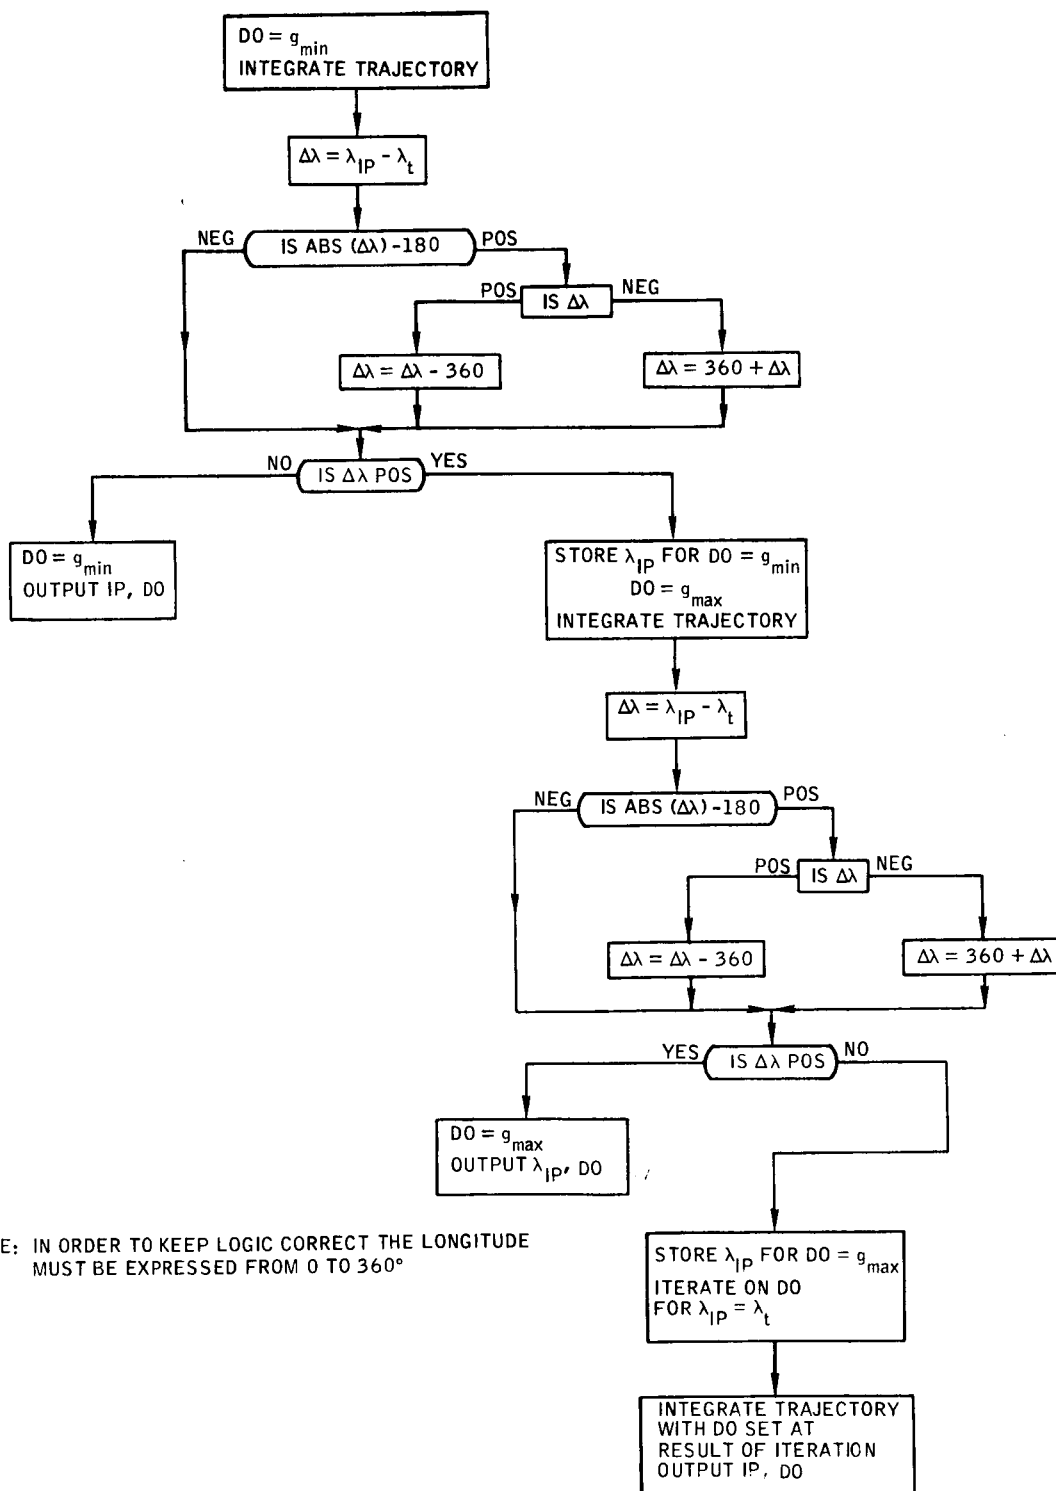 DO = g_min
INTEGRATE TRAJECTORY
Δλ = λ_IP - λ_t
NEG
IS ABS (Δλ) -180
POS
POS
IS Δλ
NEG
Δλ = Δλ - 360
Δλ = 360 + Δλ
NO
IS Δλ POS
YES
DO = g_min
OUTPUT IP, DO
STORE λ_IP FOR DO = g_min
DO = g_max
INTEGRATE TRAJECTORY
Δλ = λ_IP - λ_t
NEG
IS ABS (Δλ) -180
POS
POS
IS Δλ
NEG
Δλ = Δλ - 360
Δλ = 360 + Δλ
YES
IS Δλ POS
NO
DO = g_max
OUTPUT λ_IP, DO
E: IN ORDER TO KEEP LOGIC CORRECT THE LONGITUDE
MUST BE EXPRESSED FROM 0 TO 360°
STORE λ_IP FOR DO = g_max
ITERATE ON DO
FOR λ_IP = λ_t
INTEGRATE TRAJECTORY
WITH DO SET AT
RESULT OF ITERATION
OUTPUT IP, DO